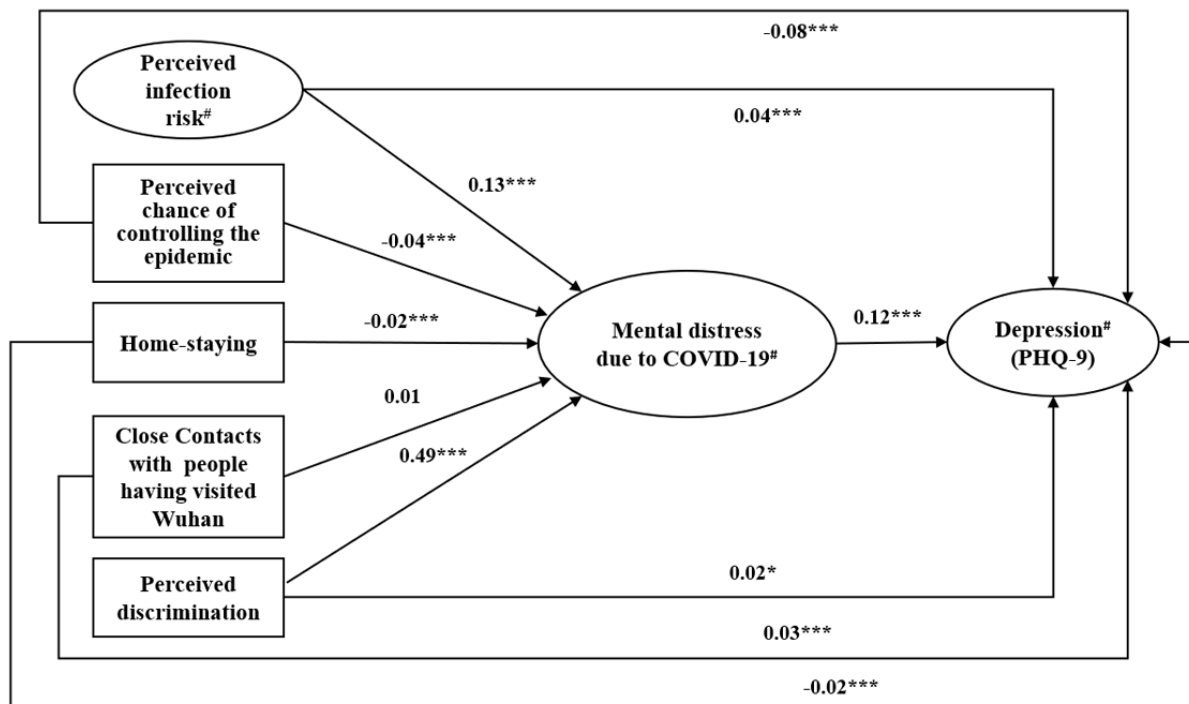 -0.08***
Perceived
infection
risk#
0.04***
0.13***
Perceived
chance of
controlling the
epidemic
-0.04***
Home-staying
-0.02***
Mental distress
due to COVID-19#
0.12***
Depression#
(PHQ-9)
0.01
Close Contacts
with people
having visited
Wuhan
0.49***
Perceived
discrimination
0.02*
0.03***
-0.02***